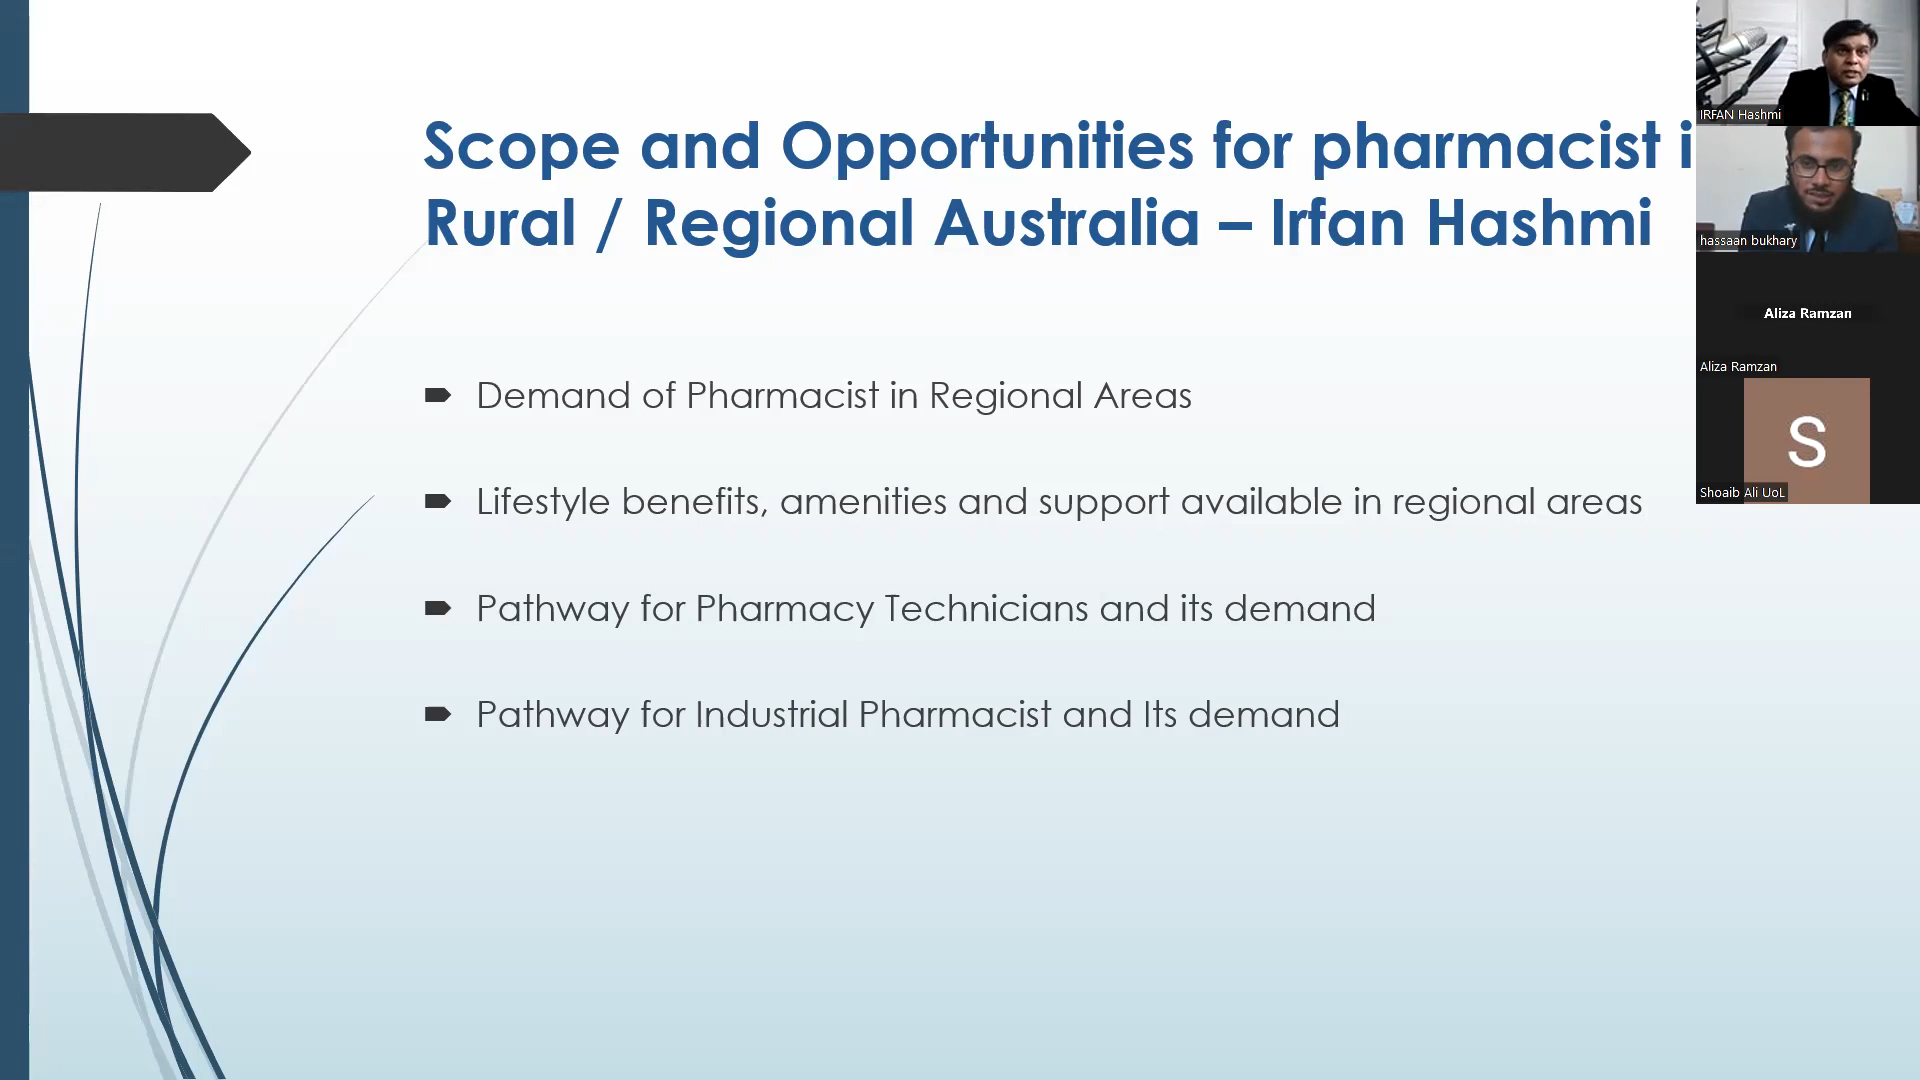 Scope and Opportunities for pharmacist i
Rural / Regional Australia – Irfan Hashmi
Demand of Pharmacist in Regional Areas
Lifestyle benefits, amenities and support available in regional areas
Pathway for Pharmacy Technicians and its demand
Pathway for Industrial Pharmacist and Its demand
IRFAN Hashmi
hassaan bukhary
Aliza Ramzan
Aliza Ramzan
S
Shoaib Ali UoL